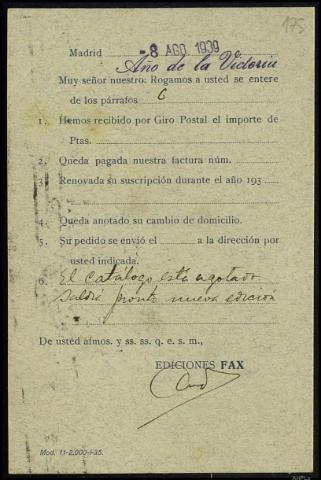 175
Madrid -8 AGO 1939
Año de la Victoria
Muy señor nuestro: Rogamos a usted se entere
de los párrafos 6
1. Hemos recibido por Giro Postal el importe de
Ptas.
2. Queda pagada nuestra factura núm.
3. Renovada su suscripción durante el año 193
4. Queda anotado su cambio de domicilio.
5. Su pedido se envió el a la dirección por
usted indicada.
6. El catálogo está agotado
Saldrá pronto nueva edición
De usted afmos. y ss. ss. q. e. s. m.,
EDICIONES FAX
Mod. 11-2.000-I-35.